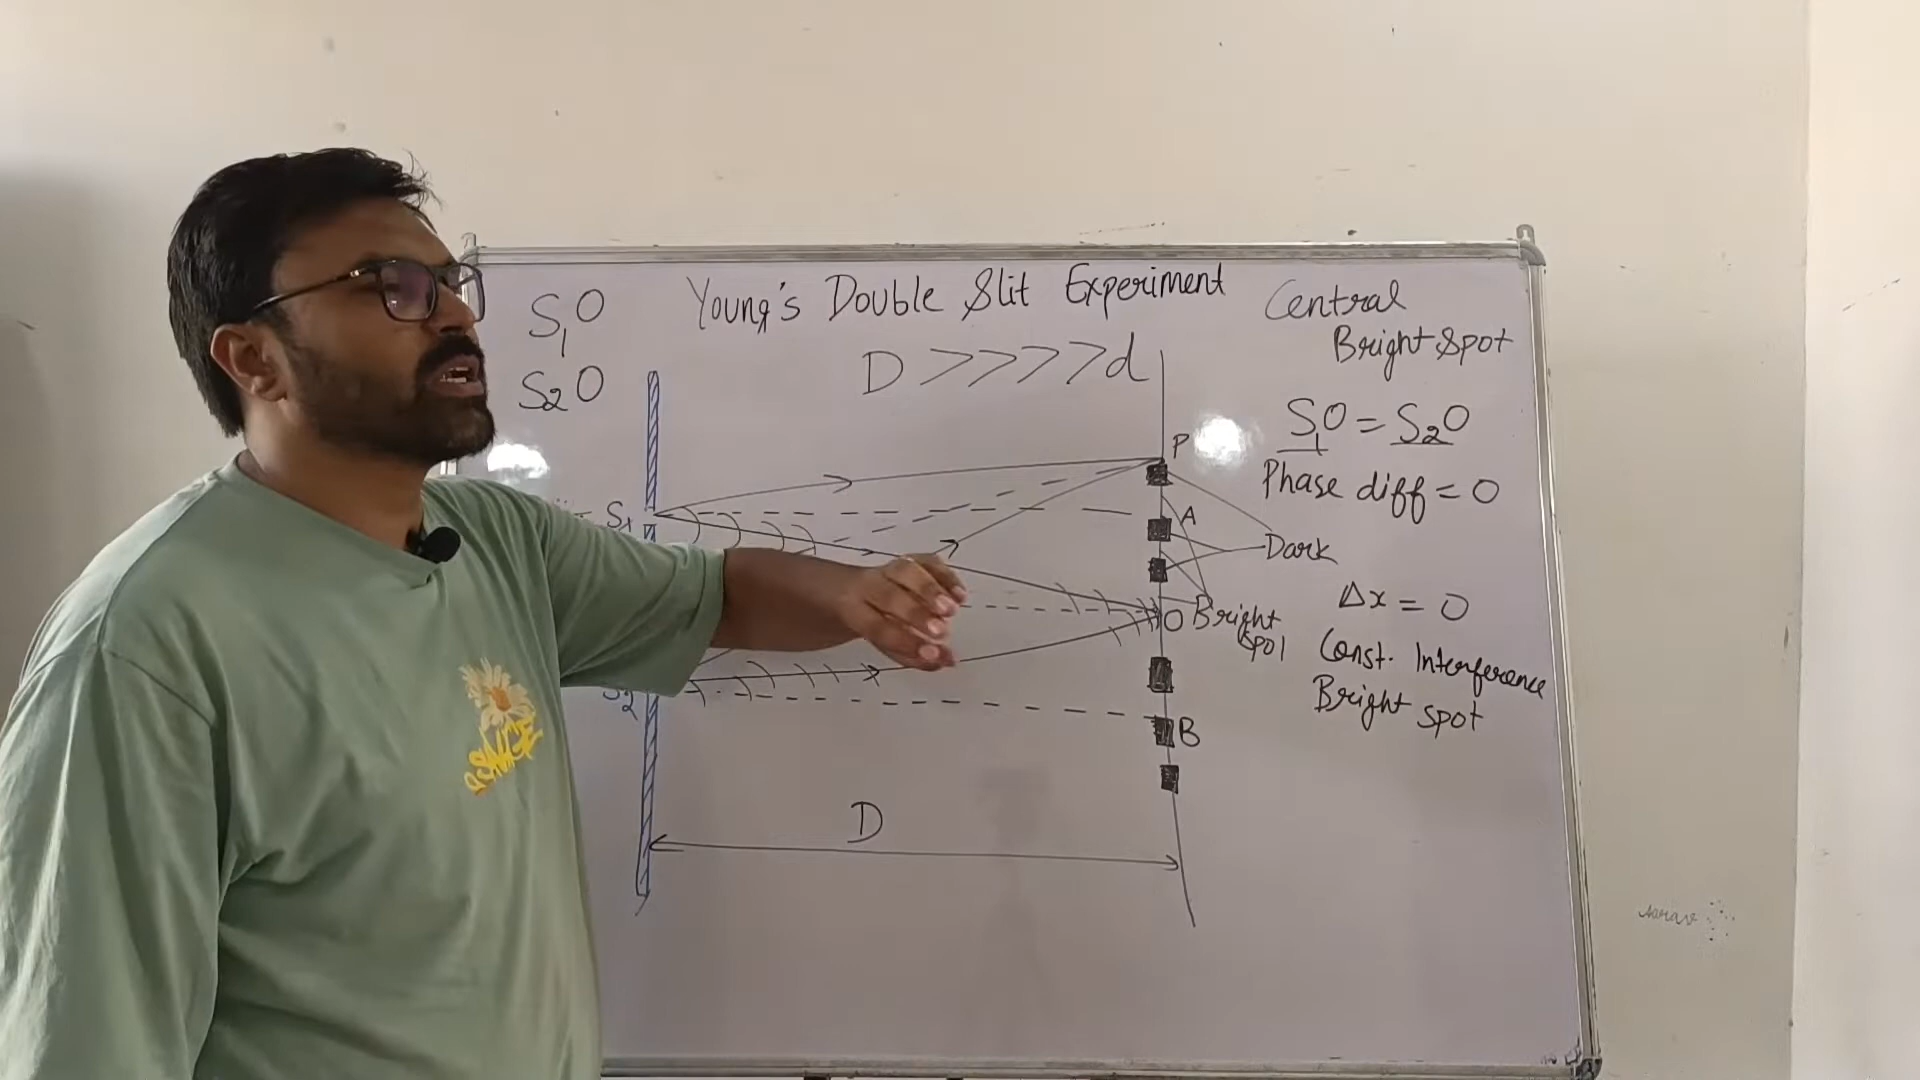 Young's Double Slit Experiment
S₁O
S₂O
D >>>> d
Central
Bright Spot
S₁O = S₂O
Phase diff = 0
P
S₁
A
Dark
Δx = 0
O
Bright
Spot
Const. Interference
Bright Spot
S₂
B
D